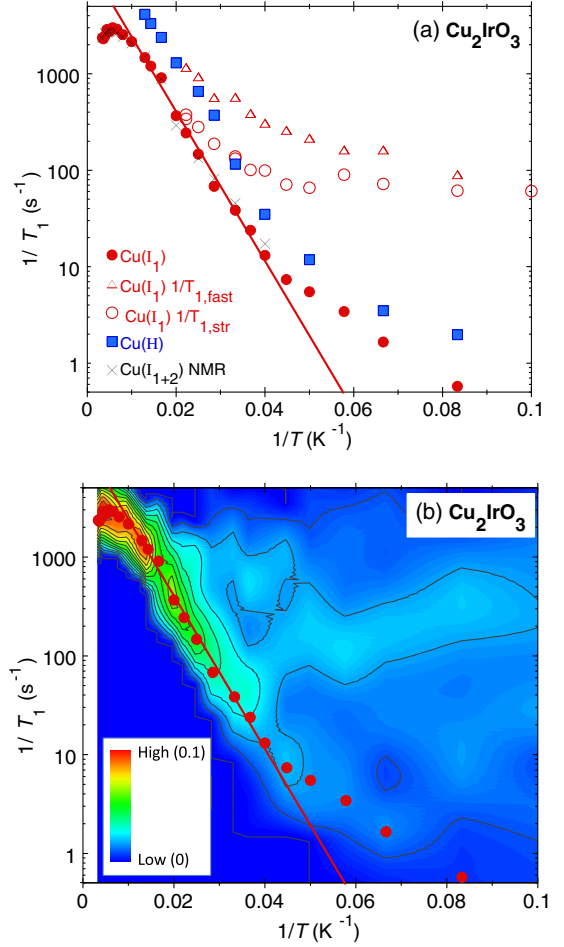 (a) Cu₂IrO₃
1000
100
10
1
1/ T₁ (s⁻¹)
Cu(I₁)
Cu(I₁) 1/T₁,fast
Cu(I₁) 1/T₁,str
Cu(H)
Cu(I₁₊₂) NMR
0 0.02 0.04 0.06 0.08 0.1
1/T (K⁻¹)
(b) Cu₂IrO₃
1000
100
10
1
1/ T₁ (s⁻¹)
High (0.1)
Low (0)
0 0.02 0.04 0.06 0.08 0.1
1/T (K⁻¹)